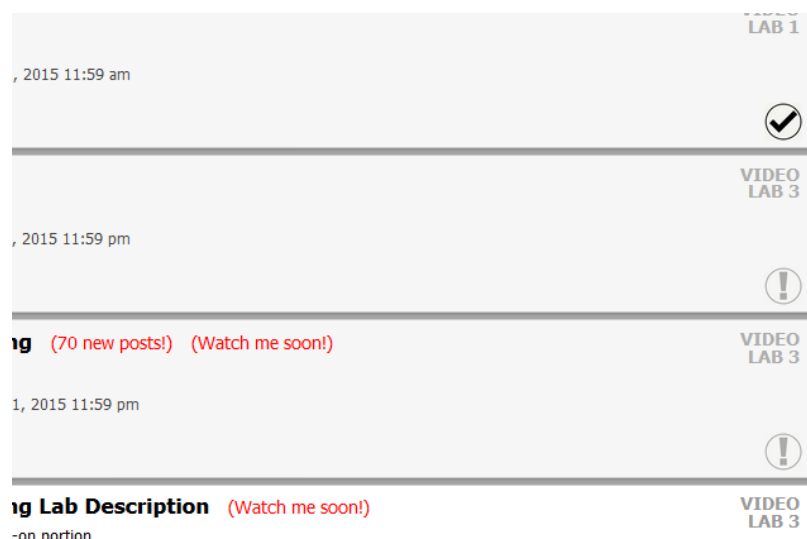 VIDEO
LAB 1
, 2015 11:59 am
VIDEO
LAB 3
, 2015 11:59 pm
ng (70 new posts!) (Watch me soon!)
VIDEO
LAB 3
1, 2015 11:59 pm
ng Lab Description (Watch me soon!)
VIDEO
LAB 3
-on portion